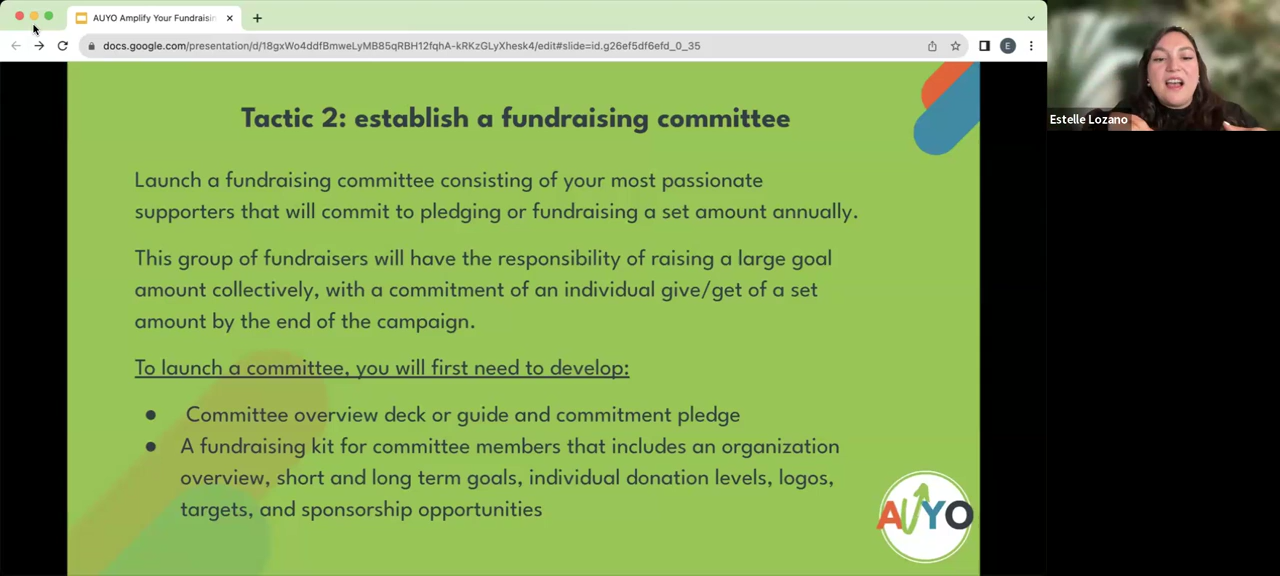 AUYO Amplify Your Fundraisin
docs.google.com/presentation/d/18gxWo4ddfBmweLyMB85qRBH12fqhA-kRKzGLyXhesk4/edit#slide=id.g26ef5df6efd_0_35
E
Tactic 2: establish a fundraising committee
Launch a fundraising committee consisting of your most passionate
supporters that will commit to pledging or fundraising a set amount annually.
This group of fundraisers will have the responsibility of raising a large goal
amount collectively, with a commitment of an individual give/get of a set
amount by the end of the campaign.
To launch a committee, you will first need to develop:
● Committee overview deck or guide and commitment pledge
● A fundraising kit for committee members that includes an organization
overview, short and long term goals, individual donation levels, logos,
targets, and sponsorship opportunities
AUYO
Estelle Lozano